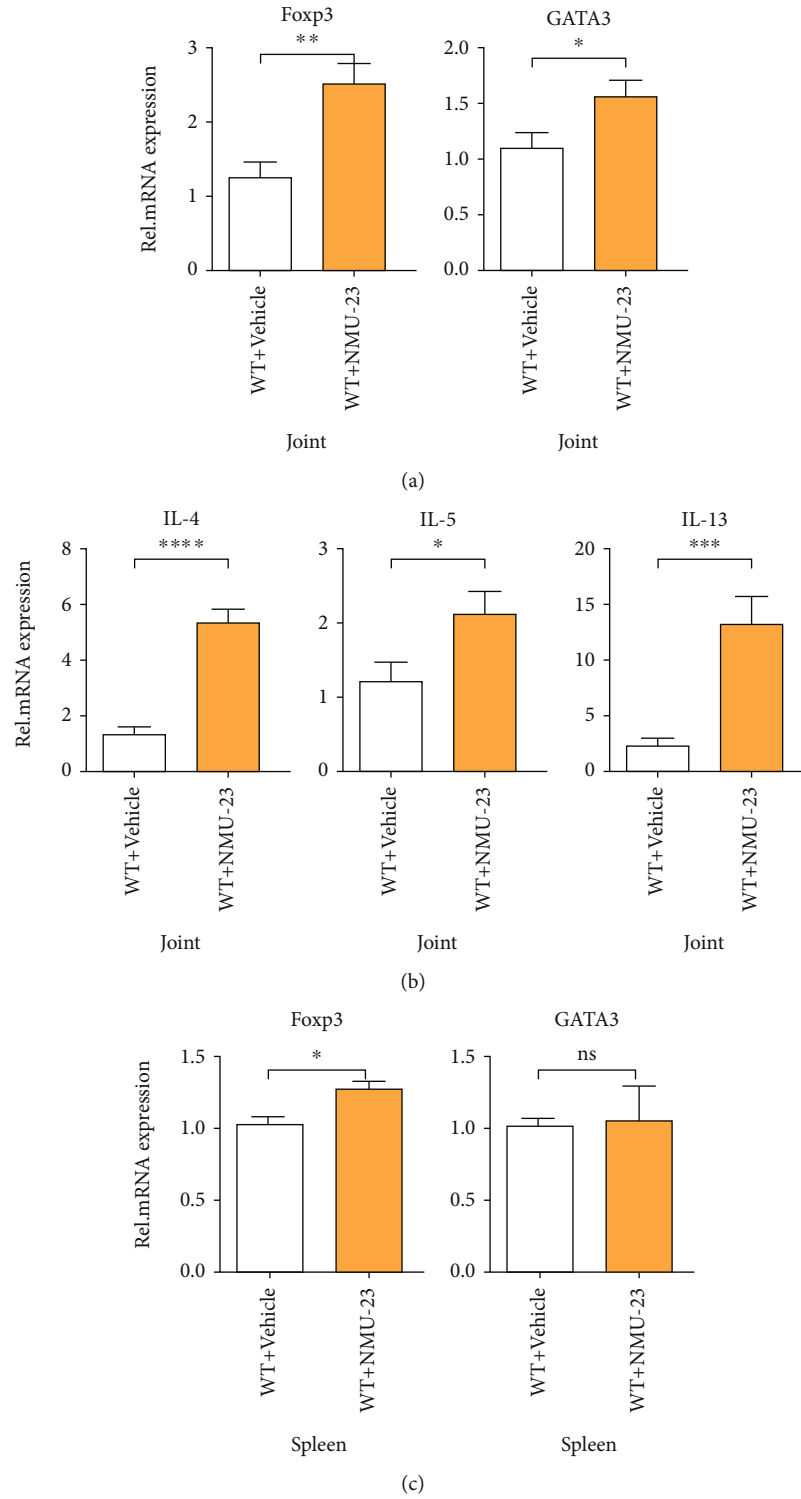 Foxp3
GATA3
**
*
3
2
1
0
2.0
1.5
1.0
0.5
0.0
Rel.mRNA expression
WT+Vehicle
WT+NMU-23
WT+Vehicle
WT+NMU-23
Joint
Joint
(a)
IL-4
IL-5
IL-13
****
*
***
8
6
4
2
0
3
2
1
0
20
15
10
5
0
Rel.mRNA expression
WT+Vehicle
WT+NMU-23
WT+Vehicle
WT+NMU-23
WT+Vehicle
WT+NMU-23
Joint
Joint
Joint
(b)
Foxp3
GATA3
*
ns
1.5
1.0
0.5
0.0
1.5
1.0
0.5
0.0
Rel.mRNA expression
WT+Vehicle
WT+NMU-23
WT+Vehicle
WT+NMU-23
Spleen
Spleen
(c)